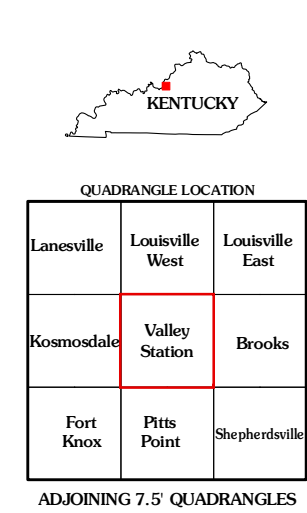 KENTUCKY
QUADRANGLE LOCATION
Lanesville
Louisville
West
Louisville
East
Kosmosdale
Valley
Station
Brooks
Fort
Knox
Pitts
Point
Shepherdsville
ADJOINING 7.5' QUADRANGLES